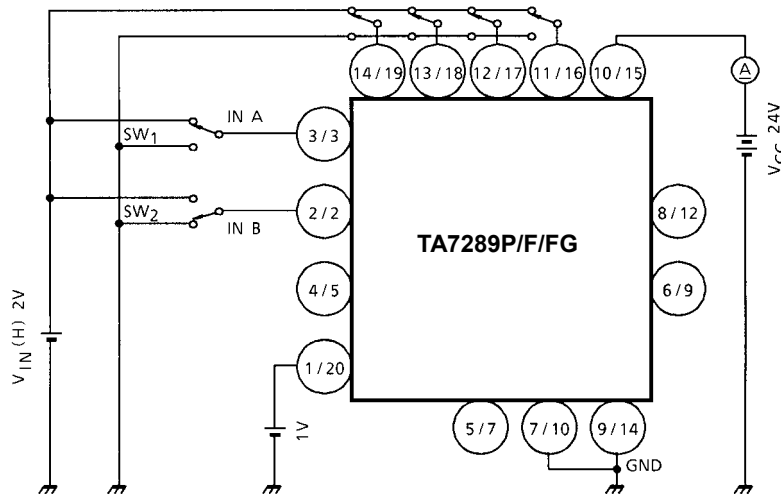 14 / 19
13 / 18
12 / 17
11 / 16
10 / 15
A
IN A
3 / 3
SW1
VCC 24V
SW2
IN B
2 / 2
TA7289P/F/FG
8 / 12
4 / 5
6 / 9
VIN (H) 2V
1 / 20
1V
5 / 7
7 / 10
9 / 14
GND